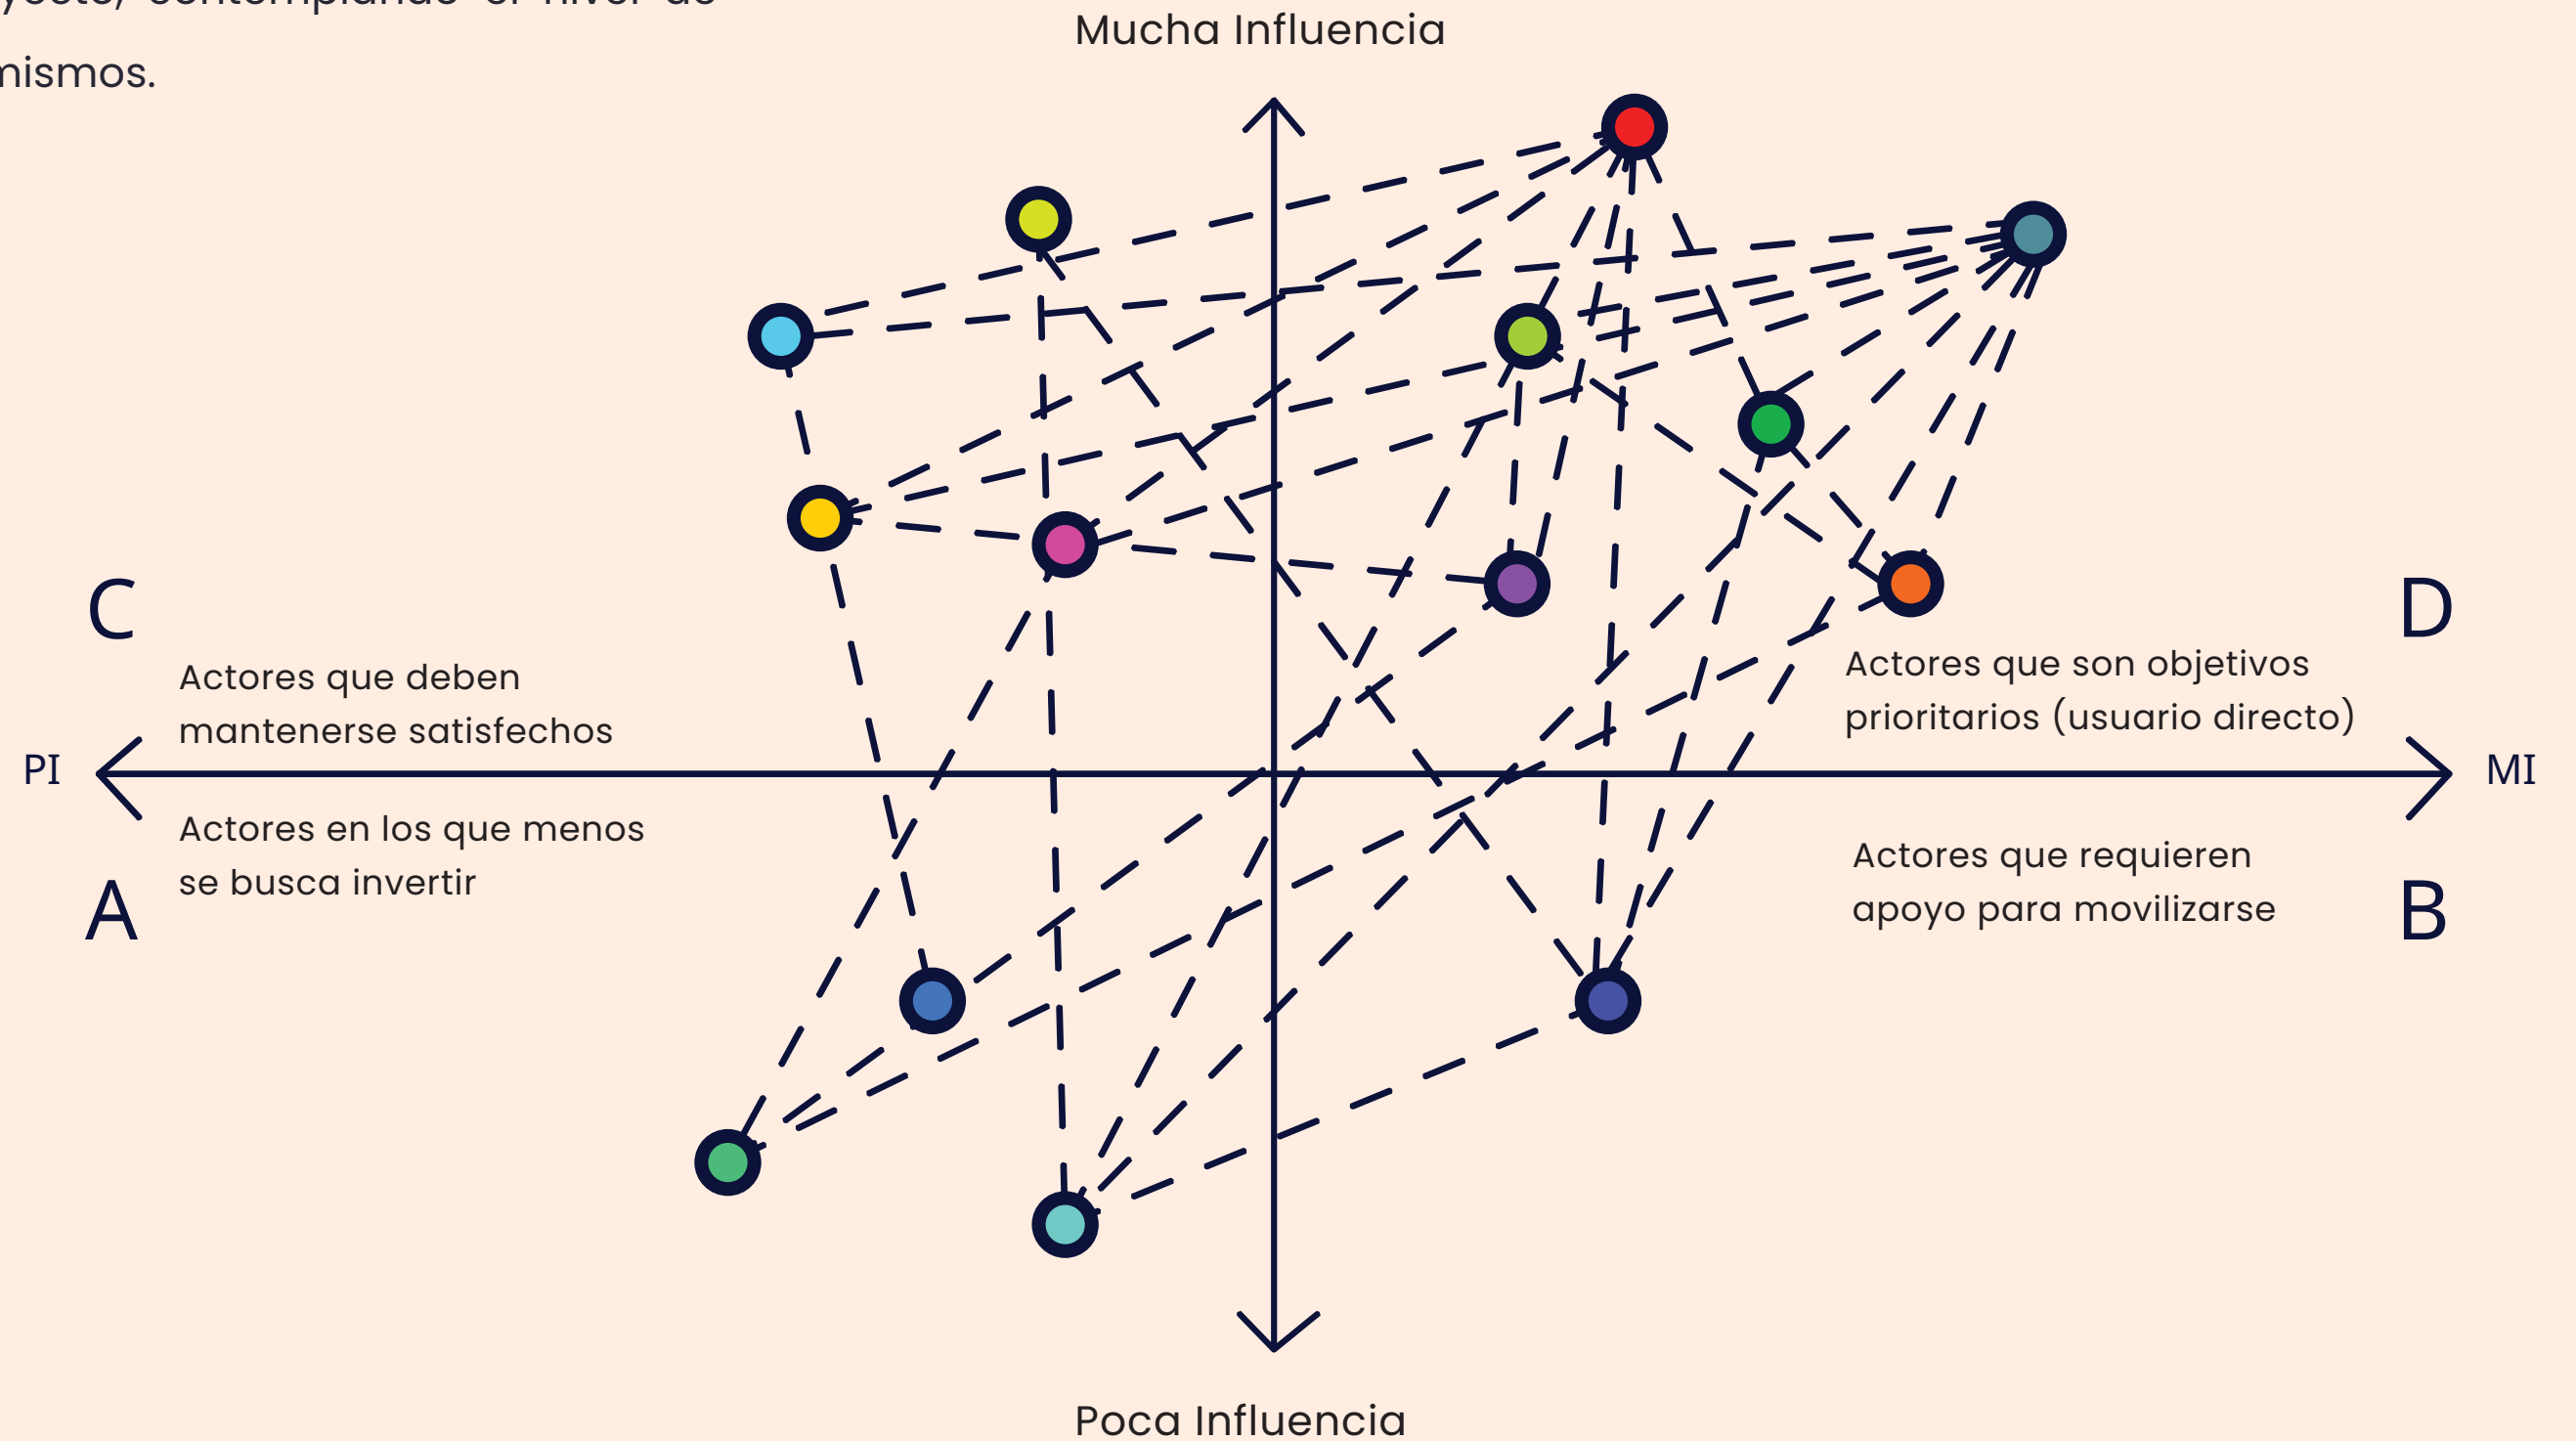 mismos.
Mucha Influencia
C
D
Actores que deben
mantenerse satisfechos
Actores que son objetivos
prioritarios (usuario directo)
PI
MI
Actores en los que menos
se busca invertir
Actores que requieren
apoyo para movilizarse
A
B
Poca Influencia